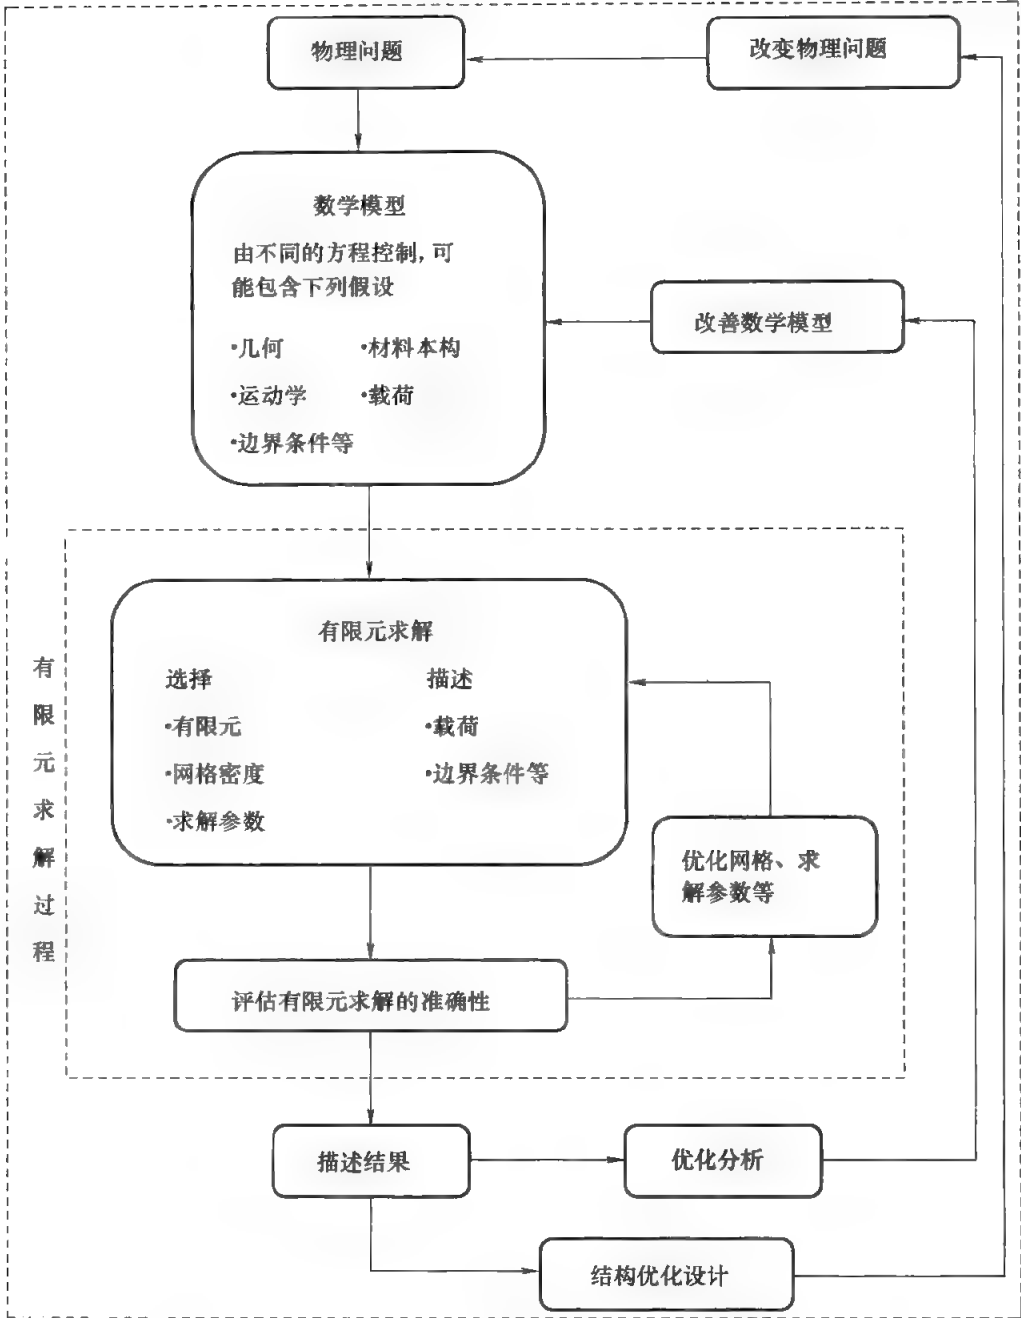 物理问题
改变物理问题
数学模型
由不同的方程控制,可
能包含下列假设
·几何 ·材料本构
·运动学 ·载荷
·边界条件等
改善数学模型
有限元求解过程
有限元求解
选择 描述
·有限元 ·载荷
·网格密度 ·边界条件等
·求解参数
优化网格、求
解参数等
评估有限元求解的准确性
描述结果
优化分析
结构优化设计